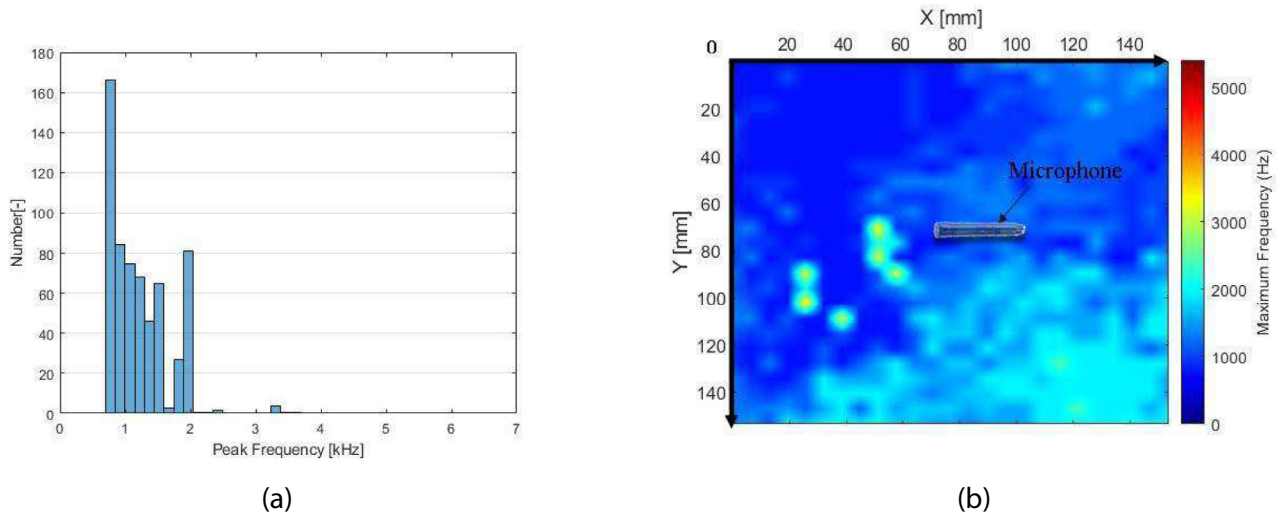 180
160
140
120
100
80
60
40
20
0
Number[-]
0 1 2 3 4 5 6 7
Peak Frequency [kHz]
(a)
X [mm]
0 20 40 60 80 100 120 140
20
40
60
80
100
120
140
Y [mm]
Microphone
5000
4000
3000
2000
1000
0
Maximum Frequency (Hz)
(b)